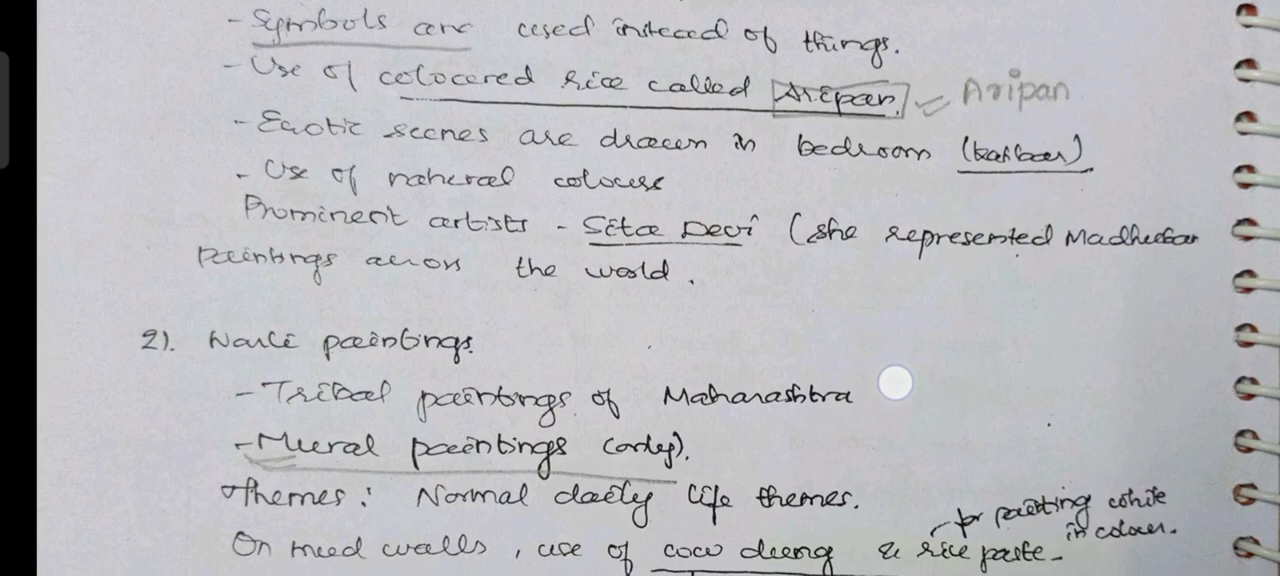 - Symbols are used instead of things.
- Use of coloured rice called Aripan. Aripan
- Erotic scenes are drawn in bedroom
- Use of natural colours
Prominent artists - Sita Devi (she represented Madhubani
paintings across the world.
2). Warli paintings.
- Tribal paintings of Maharashtra
- Mural paintings (only).
Themes: Normal daily life themes.
for painting white
in colour.
On mud walls, use of cow dung & rice paste-